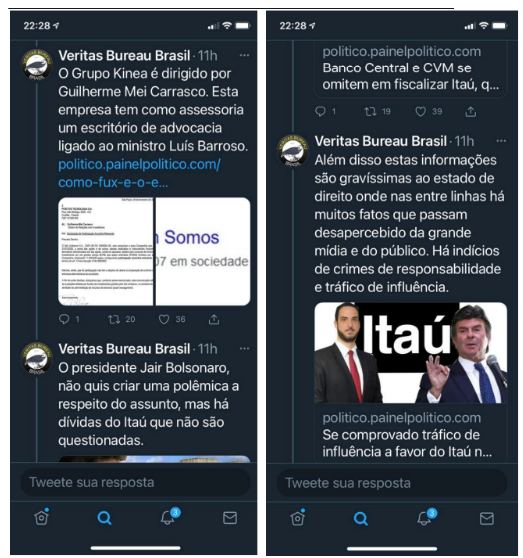 22:28
Veritas Bureau Brasil · 11h
O Grupo Kinea é dirigido por
Guilherme Mei Carrasco. Esta
empresa tem como assessoria
um escritório de advocacia
ligado ao ministro Luís Barroso.
politico.painelpolitico.com/
como-fux-e-o-e...
Somos
07 em sociedade
1 20 36
Veritas Bureau Brasil · 11h
O presidente Jair Bolsonaro,
não quis criar uma polêmica a
respeito do assunto, mas há
dívidas do Itaú que não são
questionadas.
Tweete sua resposta
3
22:28
politico.painelpolitico.com
Banco Central e CVM se
omitem em fiscalizar Itaú, q...
1 19 39
Veritas Bureau Brasil · 11h
Além disso estas informações
são gravíssimas ao estado de
direito onde nas entre linhas há
muitos fatos que passam
desapercebido da grande
mídia e do público. Há indícios
de crimes de responsabilidade
e tráfico de influência.
Itaú
politico.painelpolitico.com
Se comprovado tráfico de
influência a favor do Itaú n...
Tweete sua resposta
3